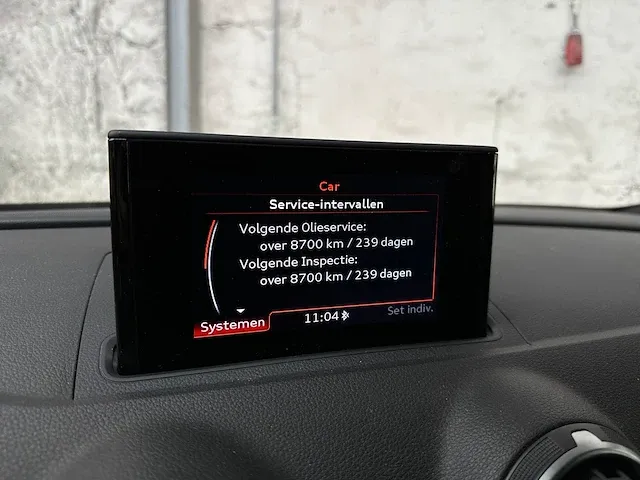 Car
Service-intervallen
Volgende Olieservice:
over 8700 km / 239 dagen
Volgende Inspectie:
over 8700 km / 239 dagen
Systemen
11:04
Set indiv.